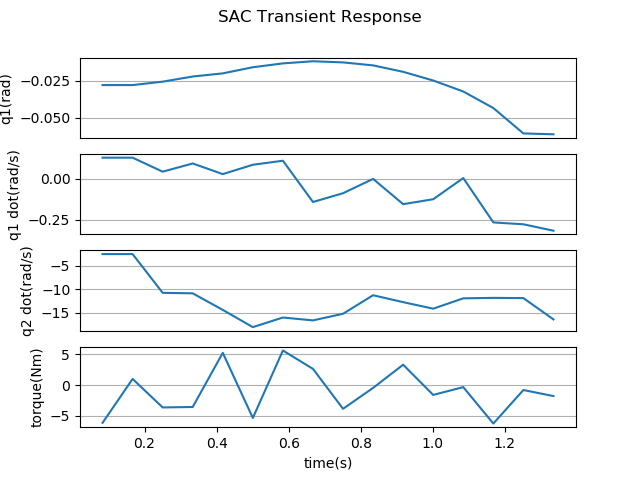 SAC Transient Response
q1(rad)
−0.025
−0.050
q1 dot(rad/s)
0.00
−0.25
q2 dot(rad/s)
−5
−10
−15
torque(Nm)
5
0
−5
0.2 0.4 0.6 0.8 1.0 1.2
time(s)